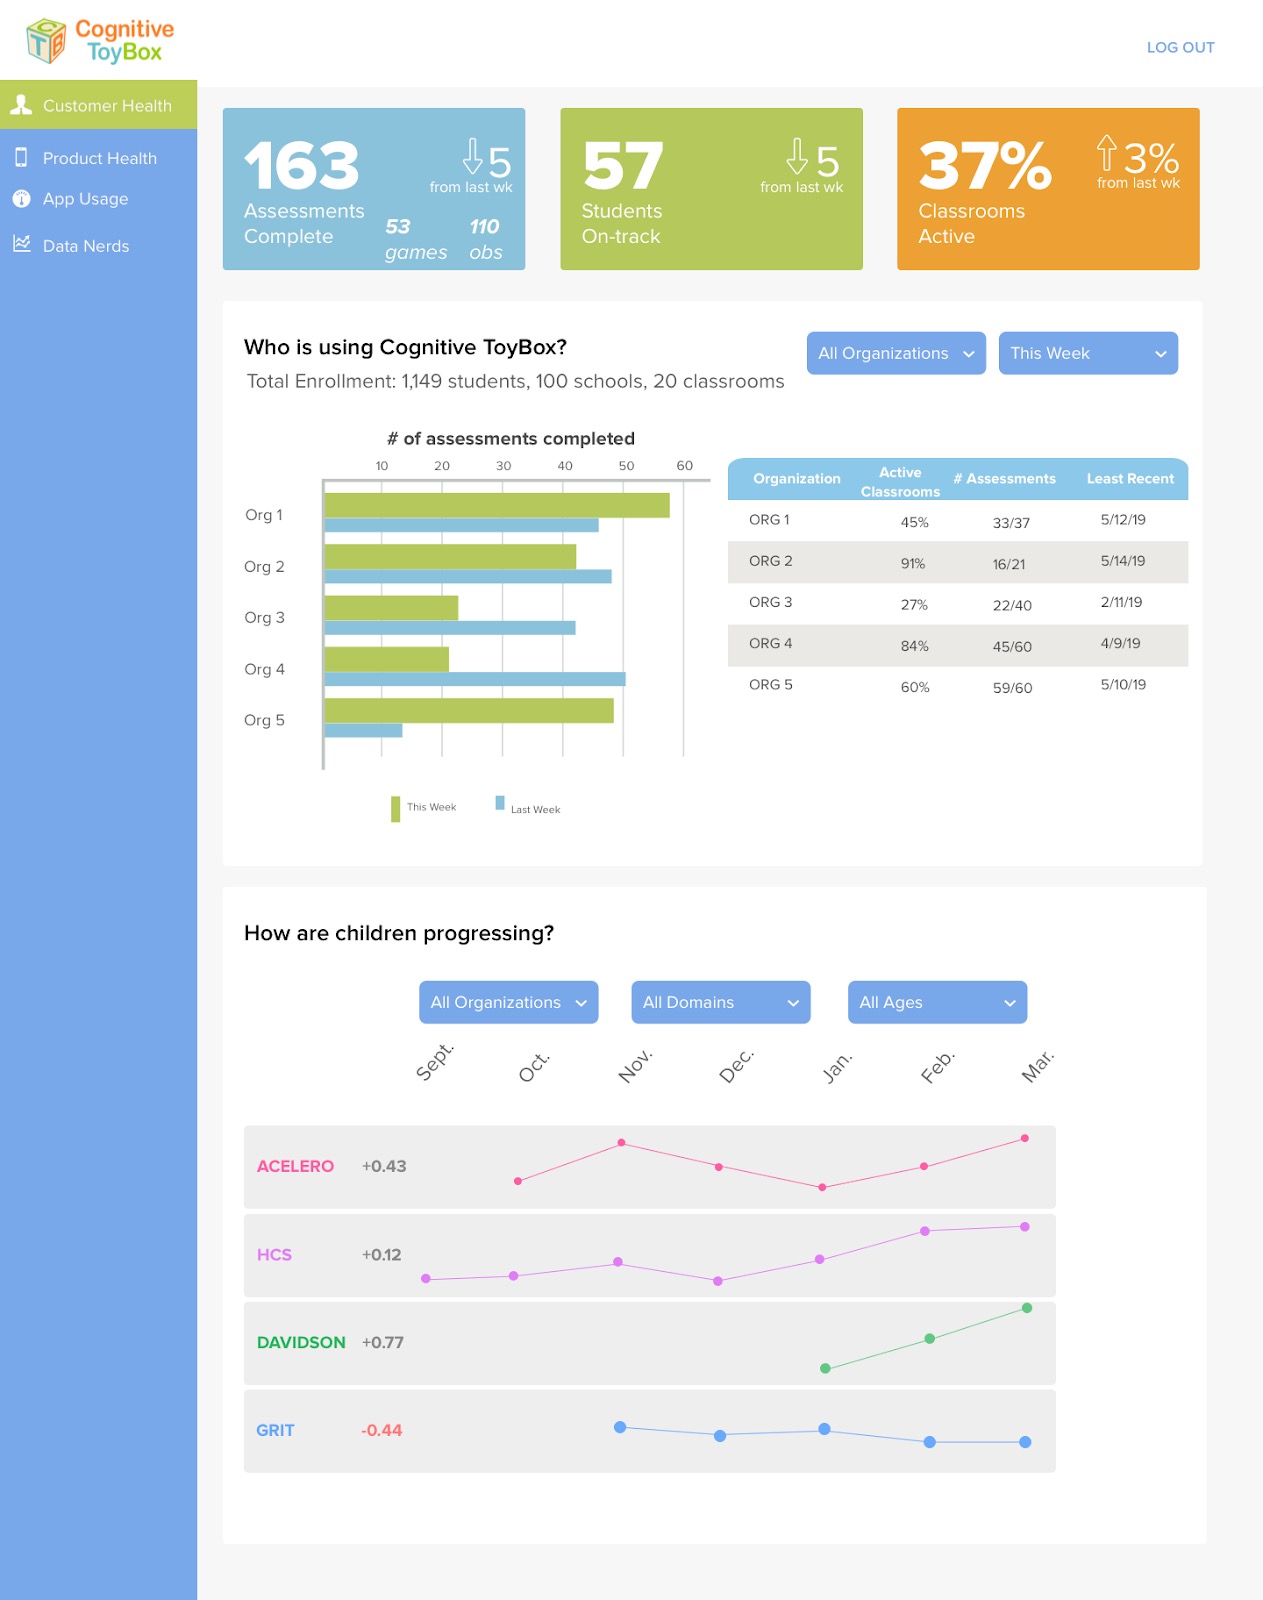 Cognitive
ToyBox
CTB
LOG OUT
Customer Health
Product Health
App Usage
Data Nerds
163
5
from last wk
Assessments
Complete
53
games
110
obs
57
5
from last wk
Students
On-track
37%
3%
from last wk
Classrooms
Active
Who is using Cognitive ToyBox?
All Organizations
This Week
Total Enrollment: 1,149 students, 100 schools, 20 classrooms
# of assessments completed
10 20 30 40 50 60
Org 1
Org 2
Org 3
Org 4
Org 5
This Week
Last Week
Organization Active Classrooms # Assessments Least Recent
ORG 1 45% 33/37 5/12/19
ORG 2 91% 16/21 5/14/19
ORG 3 27% 22/40 2/11/19
ORG 4 84% 45/60 4/9/19
ORG 5 60% 59/60 5/10/19
How are children progressing?
All Organizations
All Domains
All Ages
Sept. Oct. Nov. Dec. Jan. Feb. Mar.
ACELERO +0.43
HCS +0.12
DAVIDSON +0.77
GRIT -0.44